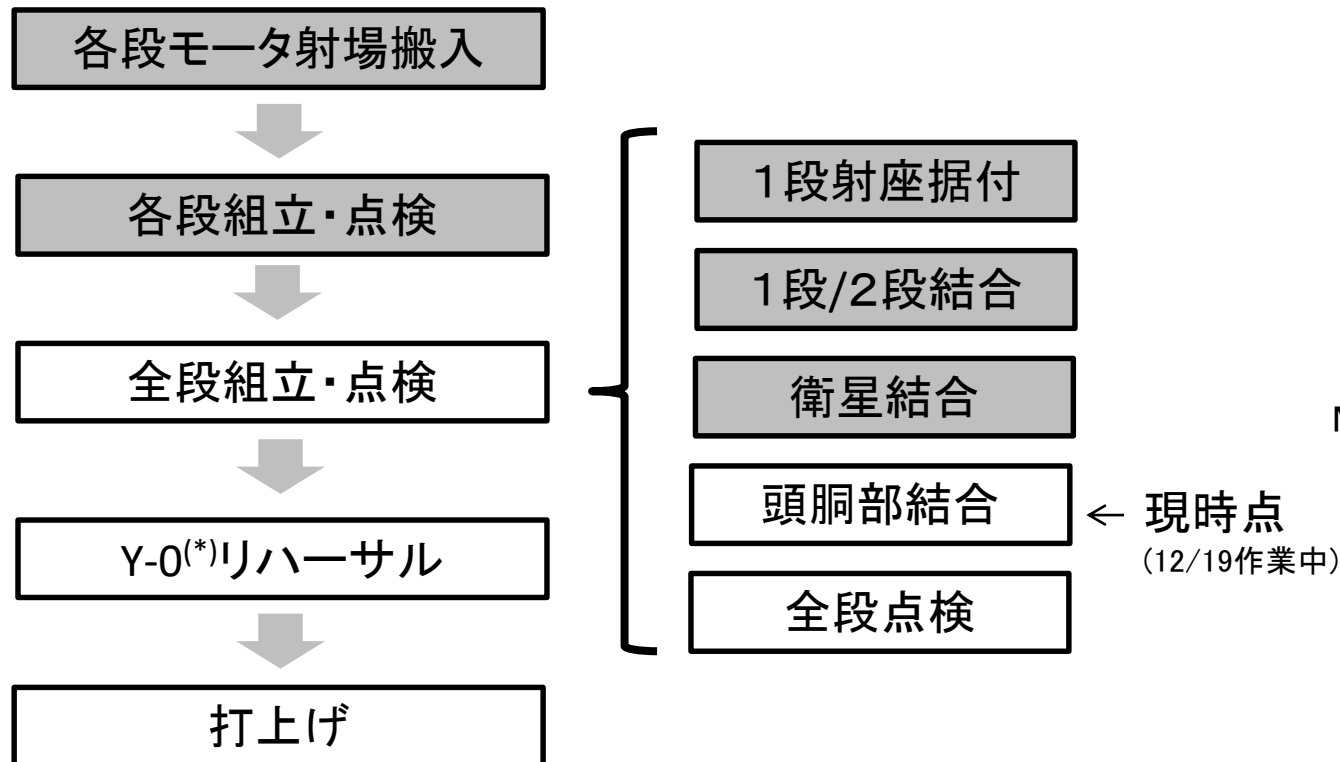 各段モータ射場搬入
各段組立・点検
全段組立・点検
Y-0(*)リハーサル
打上げ
1段射座据付
1段/2段結合
衛星結合
頭胴部結合
全段点検
← 現時点
(12/19作業中)